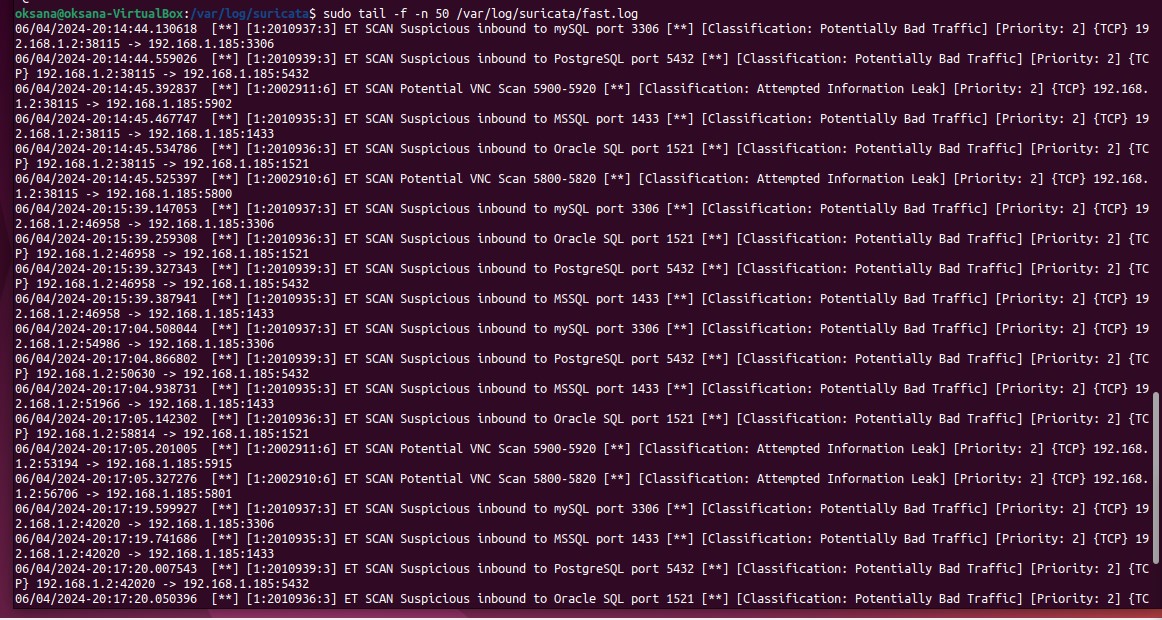 oksana@oksana-VirtualBox:/var/log/suricata$ sudo tail -f -n 50 /var/log/suricata/fast.log
06/04/2024-20:14:44.130618  [**] [1:2010937:3] ET SCAN Suspicious inbound to mySQL port 3306 [**] [Classification: Potentially Bad Traffic] [Priority: 2] {TCP} 19
2.168.1.2:38115 -> 192.168.1.185:3306
06/04/2024-20:14:44.559026  [**] [1:2010939:3] ET SCAN Suspicious inbound to PostgreSQL port 5432 [**] [Classification: Potentially Bad Traffic] [Priority: 2] {TC
P} 192.168.1.2:38115 -> 192.168.1.185:5432
06/04/2024-20:14:45.392837  [**] [1:2002911:6] ET SCAN Potential VNC Scan 5900-5920 [**] [Classification: Attempted Information Leak] [Priority: 2] {TCP} 192.168.
1.2:38115 -> 192.168.1.185:5902
06/04/2024-20:14:45.467747  [**] [1:2010935:3] ET SCAN Suspicious inbound to MSSQL port 1433 [**] [Classification: Potentially Bad Traffic] [Priority: 2] {TCP} 19
2.168.1.2:38115 -> 192.168.1.185:1433
06/04/2024-20:14:45.534786  [**] [1:2010936:3] ET SCAN Suspicious inbound to Oracle SQL port 1521 [**] [Classification: Potentially Bad Traffic] [Priority: 2] {TC
P} 192.168.1.2:38115 -> 192.168.1.185:1521
06/04/2024-20:14:45.525397  [**] [1:2002910:6] ET SCAN Potential VNC Scan 5800-5820 [**] [Classification: Attempted Information Leak] [Priority: 2] {TCP} 192.168.
1.2:38115 -> 192.168.1.185:5800
06/04/2024-20:15:39.147053  [**] [1:2010937:3] ET SCAN Suspicious inbound to mySQL port 3306 [**] [Classification: Potentially Bad Traffic] [Priority: 2] {TCP} 19
2.168.1.2:46958 -> 192.168.1.185:3306
06/04/2024-20:15:39.259308  [**] [1:2010936:3] ET SCAN Suspicious inbound to Oracle SQL port 1521 [**] [Classification: Potentially Bad Traffic] [Priority: 2] {TC
P} 192.168.1.2:46958 -> 192.168.1.185:1521
06/04/2024-20:15:39.327343  [**] [1:2010939:3] ET SCAN Suspicious inbound to PostgreSQL port 5432 [**] [Classification: Potentially Bad Traffic] [Priority: 2] {TC
P} 192.168.1.2:46958 -> 192.168.1.185:5432
06/04/2024-20:15:39.387941  [**] [1:2010935:3] ET SCAN Suspicious inbound to MSSQL port 1433 [**] [Classification: Potentially Bad Traffic] [Priority: 2] {TCP} 19
2.168.1.2:46958 -> 192.168.1.185:1433
06/04/2024-20:17:04.508044  [**] [1:2010937:3] ET SCAN Suspicious inbound to mySQL port 3306 [**] [Classification: Potentially Bad Traffic] [Priority: 2] {TCP} 19
2.168.1.2:54986 -> 192.168.1.185:3306
06/04/2024-20:17:04.866802  [**] [1:2010939:3] ET SCAN Suspicious inbound to PostgreSQL port 5432 [**] [Classification: Potentially Bad Traffic] [Priority: 2] {TC
P} 192.168.1.2:50630 -> 192.168.1.185:5432
06/04/2024-20:17:04.938731  [**] [1:2010935:3] ET SCAN Suspicious inbound to MSSQL port 1433 [**] [Classification: Potentially Bad Traffic] [Priority: 2] {TCP} 19
2.168.1.2:51966 -> 192.168.1.185:1433
06/04/2024-20:17:05.142302  [**] [1:2010936:3] ET SCAN Suspicious inbound to Oracle SQL port 1521 [**] [Classification: Potentially Bad Traffic] [Priority: 2] {TC
P} 192.168.1.2:58814 -> 192.168.1.185:1521
06/04/2024-20:17:05.201005  [**] [1:2002911:6] ET SCAN Potential VNC Scan 5900-5920 [**] [Classification: Attempted Information Leak] [Priority: 2] {TCP} 192.168.
1.2:53194 -> 192.168.1.185:5915
06/04/2024-20:17:05.327276  [**] [1:2002910:6] ET SCAN Potential VNC Scan 5800-5820 [**] [Classification: Attempted Information Leak] [Priority: 2] {TCP} 192.168.
1.2:56706 -> 192.168.1.185:5801
06/04/2024-20:17:19.599927  [**] [1:2010937:3] ET SCAN Suspicious inbound to mySQL port 3306 [**] [Classification: Potentially Bad Traffic] [Priority: 2] {TCP} 19
2.168.1.2:42020 -> 192.168.1.185:3306
06/04/2024-20:17:19.741686  [**] [1:2010935:3] ET SCAN Suspicious inbound to MSSQL port 1433 [**] [Classification: Potentially Bad Traffic] [Priority: 2] {TCP} 19
2.168.1.2:42020 -> 192.168.1.185:1433
06/04/2024-20:17:20.007543  [**] [1:2010939:3] ET SCAN Suspicious inbound to PostgreSQL port 5432 [**] [Classification: Potentially Bad Traffic] [Priority: 2] {TC
P} 192.168.1.2:42020 -> 192.168.1.185:5432
06/04/2024-20:17:20.050396  [**] [1:2010936:3] ET SCAN Suspicious inbound to Oracle SQL port 1521 [**] [Classification: Potentially Bad Traffic] [Priority: 2] {TC